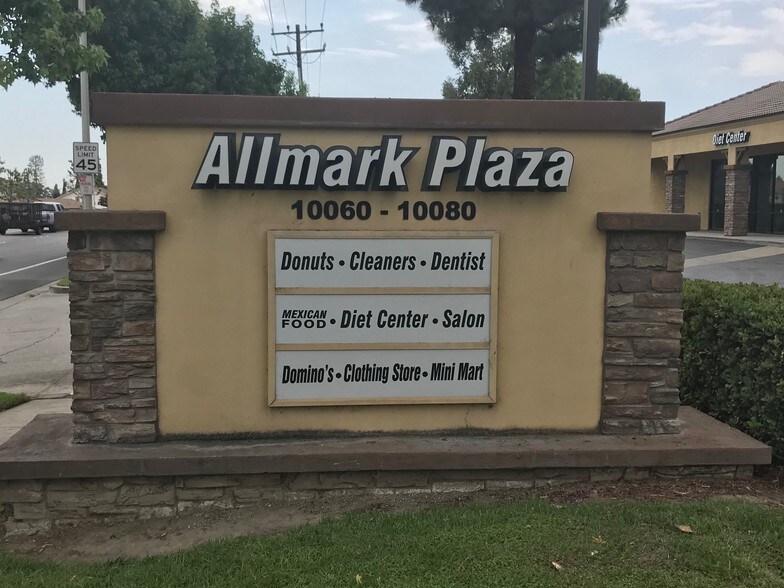 Allmark Plaza
10060 - 10080
Donuts • Cleaners • Dentist
MEXICAN FOOD • Diet Center • Salon
Domino's • Clothing Store • Mini Mart
Diet Center
SPEED
LIMIT
45